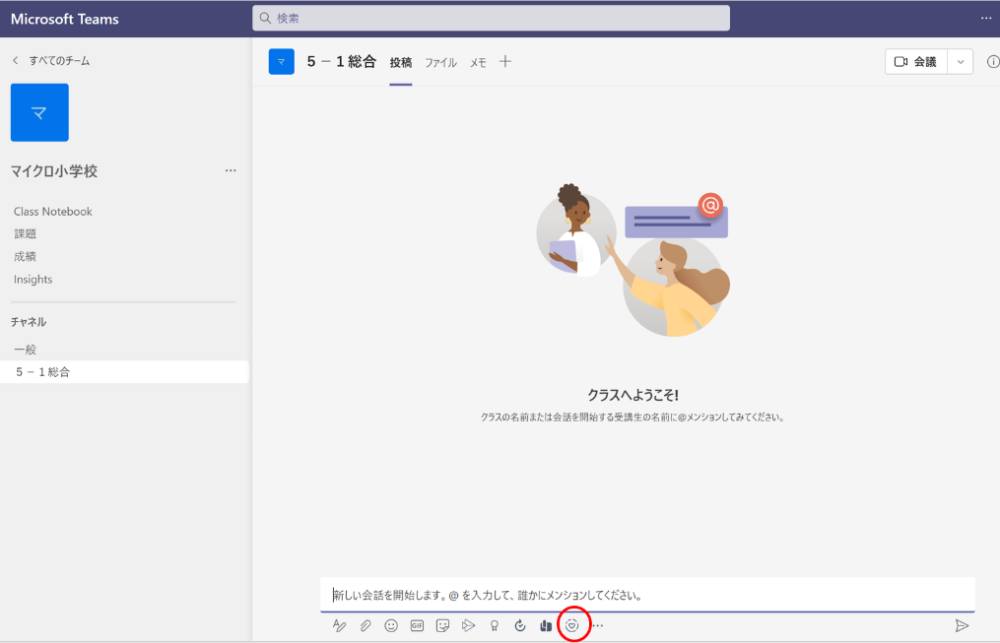 Microsoft Teams
検索
すべてのチーム
マ
マイクロ小学校
Class Notebook
課題
成績
Insights
チャネル
一般
５－１総合
マ
５－１総合
投稿
ファイル
メモ
会議
@
クラスへようこそ!
クラスの名前または会話を開始する受講生の名前に@メンションしてみてください。
新しい会話を開始します。@ を入力して、誰かにメンションしてください。
GIF